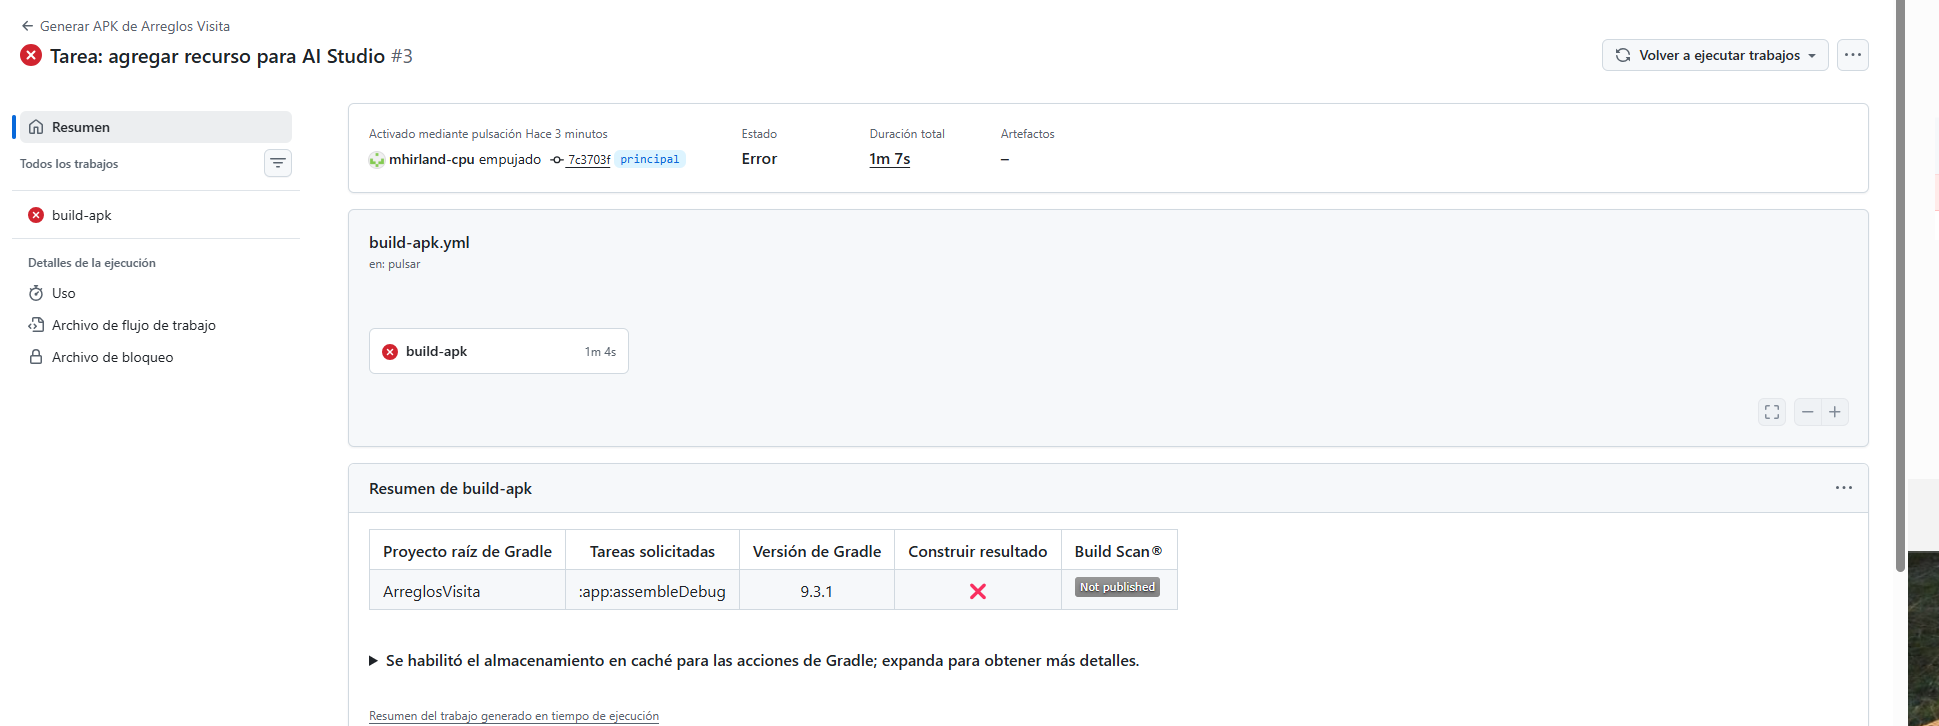 ← Generar APK de Arreglos Visita
Tarea: agregar recurso para AI Studio #3
Volver a ejecutar trabajos
Resumen
Todos los trabajos
build-apk
Detalles de la ejecución
Uso
Archivo de flujo de trabajo
Archivo de bloqueo
Activado mediante pulsación Hace 3 minutos
mhirland-cpu empujado 7c3703f principal
Estado
Error
Duración total
1m 7s
Artefactos
–
build-apk.yml
en: pulsar
build-apk 1m 4s
Resumen de build-apk
Proyecto raíz de Gradle Tareas solicitadas Versión de Gradle Construir resultado Build Scan®
ArreglosVisita :app:assembleDebug 9.3.1 ❌ Not published
Se habilitó el almacenamiento en caché para las acciones de Gradle; expanda para obtener más detalles.
Resumen del trabajo generado en tiempo de ejecución